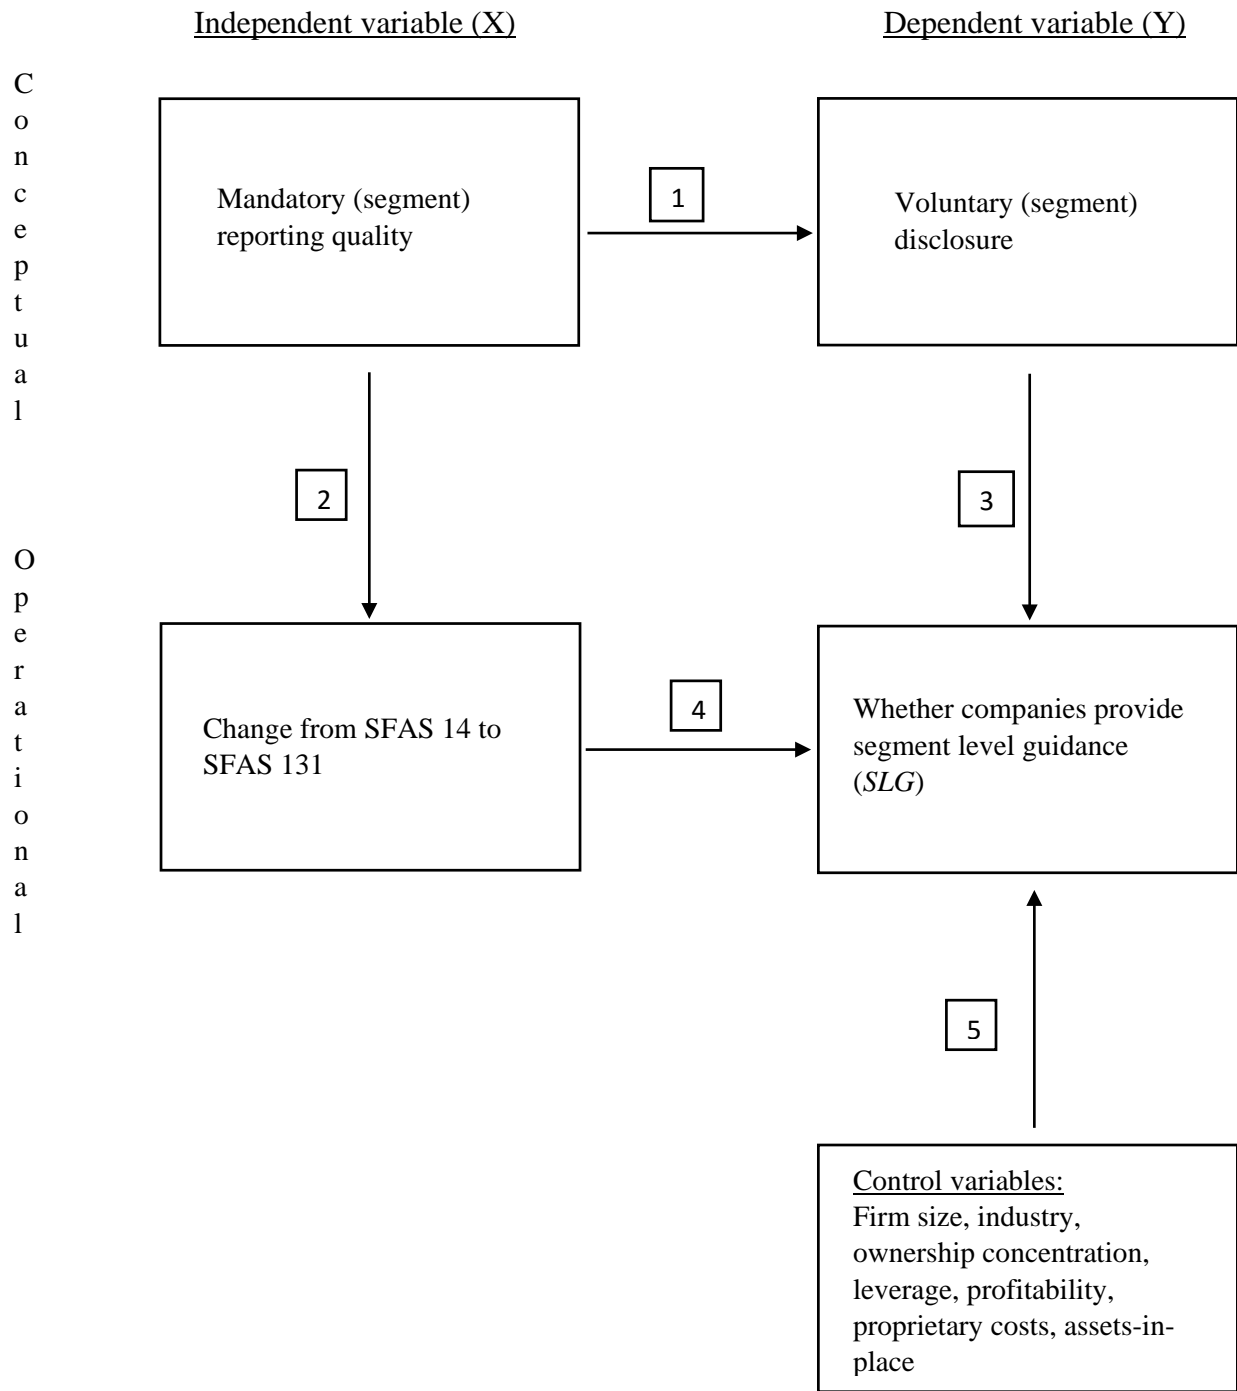 Independent variable (X)
Dependent variable (Y)
Conceptual
Mandatory (segment)
reporting quality
1
Voluntary (segment)
disclosure
2
3
Operational
Change from SFAS 14 to
SFAS 131
4
Whether companies provide
segment level guidance
(SLG)
5
Control variables:
Firm size, industry,
ownership concentration,
leverage, profitability,
proprietary costs, assets-in-
place